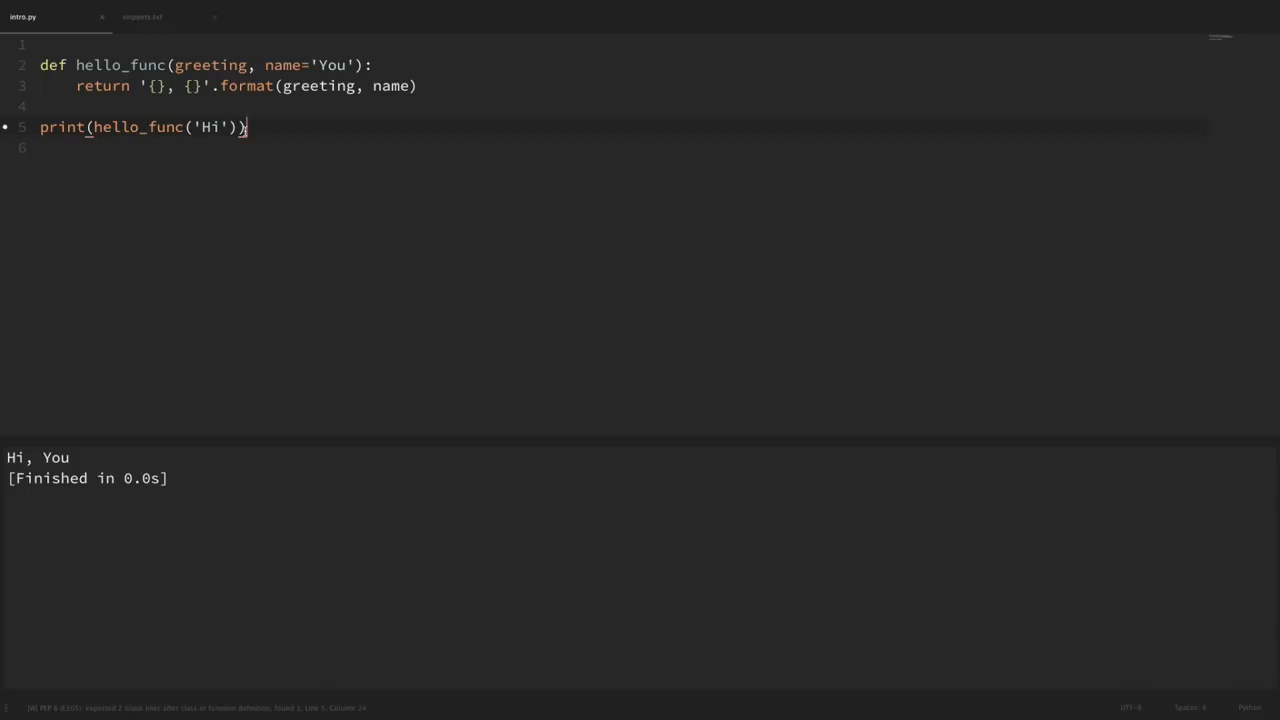 intro.py × snippets.txt ×
1
2 def hello_func(greeting, name='You'):
3     return '{}, {}'.format(greeting, name)
4
5 print(hello_func('Hi'))
6
Hi, You
[Finished in 0.0s]
[W] PEP 8 (E305): expected 2 blank lines after class or function definition, found 1, Line 5, Column 24
UTF-8 Spaces: 4 Python